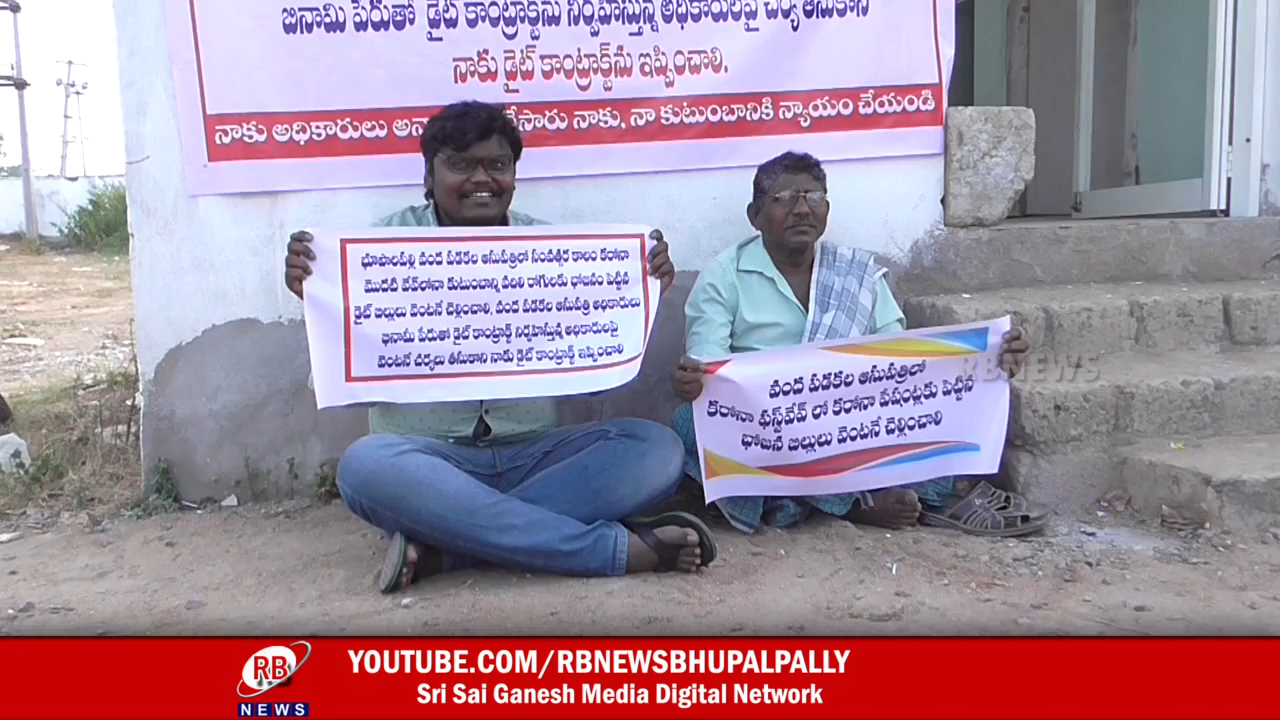 బినామి పేరుతో డైట్ కాంట్రాక్ట్‌ను నిర్వహిస్తున్న అధికారులపై చర్య తీసుకొని
నాకు డైట్ కాంట్రాక్ట్‌ను ఇప్పించాలి.
నాకు అధికారులు చేసారు నాకు, నా కుటుంబానికి న్యాయం చేయండి
భూపాలపల్లి వంద పడకల ఆసుపత్రిలో సంవత్సర కాలం కరోనా
మొదటి వేవ్‌లోనా కుటుంబాన్ని వదిలి రోగులకు భోజనం పెట్టిన
డైట్ బిల్లులు వెంటనే చెల్లించాలి, వంద పడకల ఆసుపత్రి అధికారులు
బినామీ పేరుతో డైట్ కాంట్రాక్ట్ నిర్వహిస్తున్న అధికారులపై
వెంటనే చర్యలు తీసుకొని నాకు డైట్ కాంట్రాక్ట్ ఇప్పించాలి
వంద పడకల ఆసుపత్రిలో
కరోనా ఫస్ట్‌వేవ్ లో కరోనా పేషంట్లకు పెట్టిన
భోజన బిల్లులు వెంటనే చెల్లించాలి
RB NEWS
RB
NEWS
YOUTUBE.COM/RBNEWSBHUPALPALLY
Sri Sai Ganesh Media Digital Network